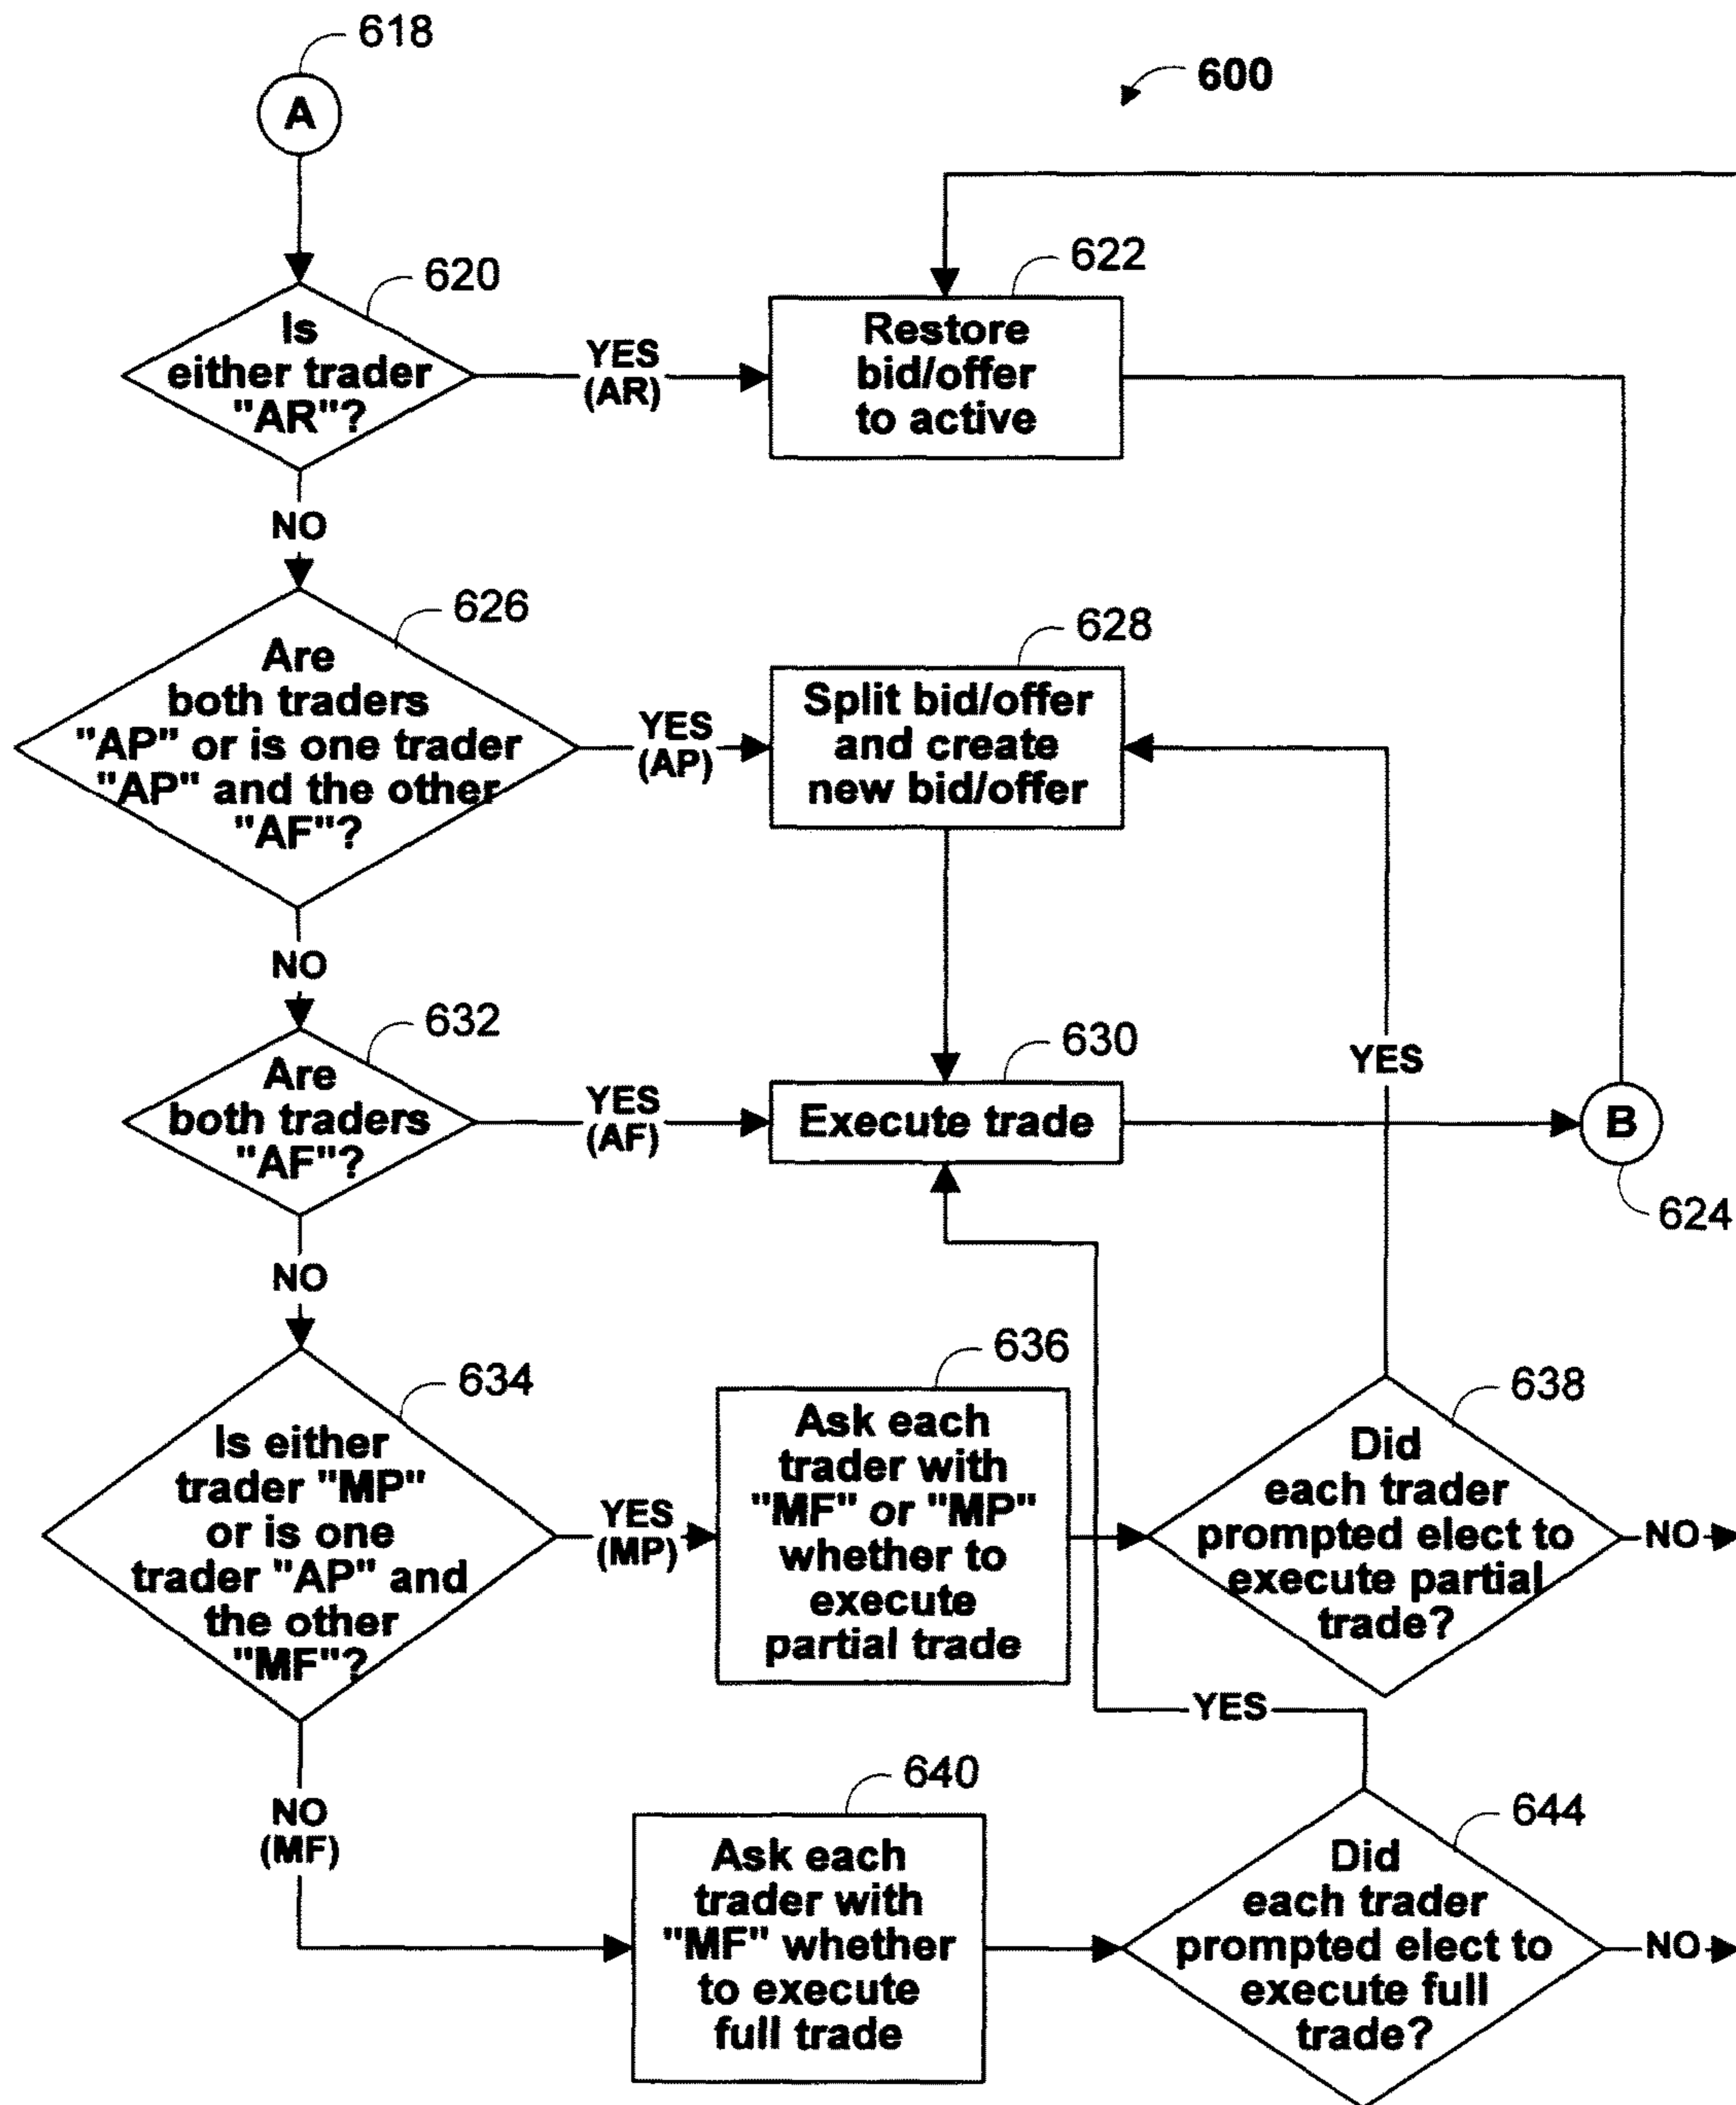 618
A
600
620
Is
either trader
"AR"?
YES
(AR)
622
Restore
bid/offer
to active
NO
626
Are
both traders
"AP" or is one trader
"AP" and the other
"AF"?
YES
(AP)
628
Split bid/offer
and create
new bid/offer
NO
632
Are
both traders
"AF"?
YES
(AF)
630
Execute trade
YES
B
624
NO
634
Is either
trader "MP"
or is one
trader "AP" and
the other
"MF"?
YES
(MP)
636
Ask each
trader with
"MF" or "MP"
whether to
execute
partial trade
638
Did
each trader
prompted elect to
execute partial
trade?
NO
YES
NO
(MF)
640
Ask each
trader with
"MF" whether
to execute
full trade
644
Did
each trader
prompted elect to
execute full
trade?
NO